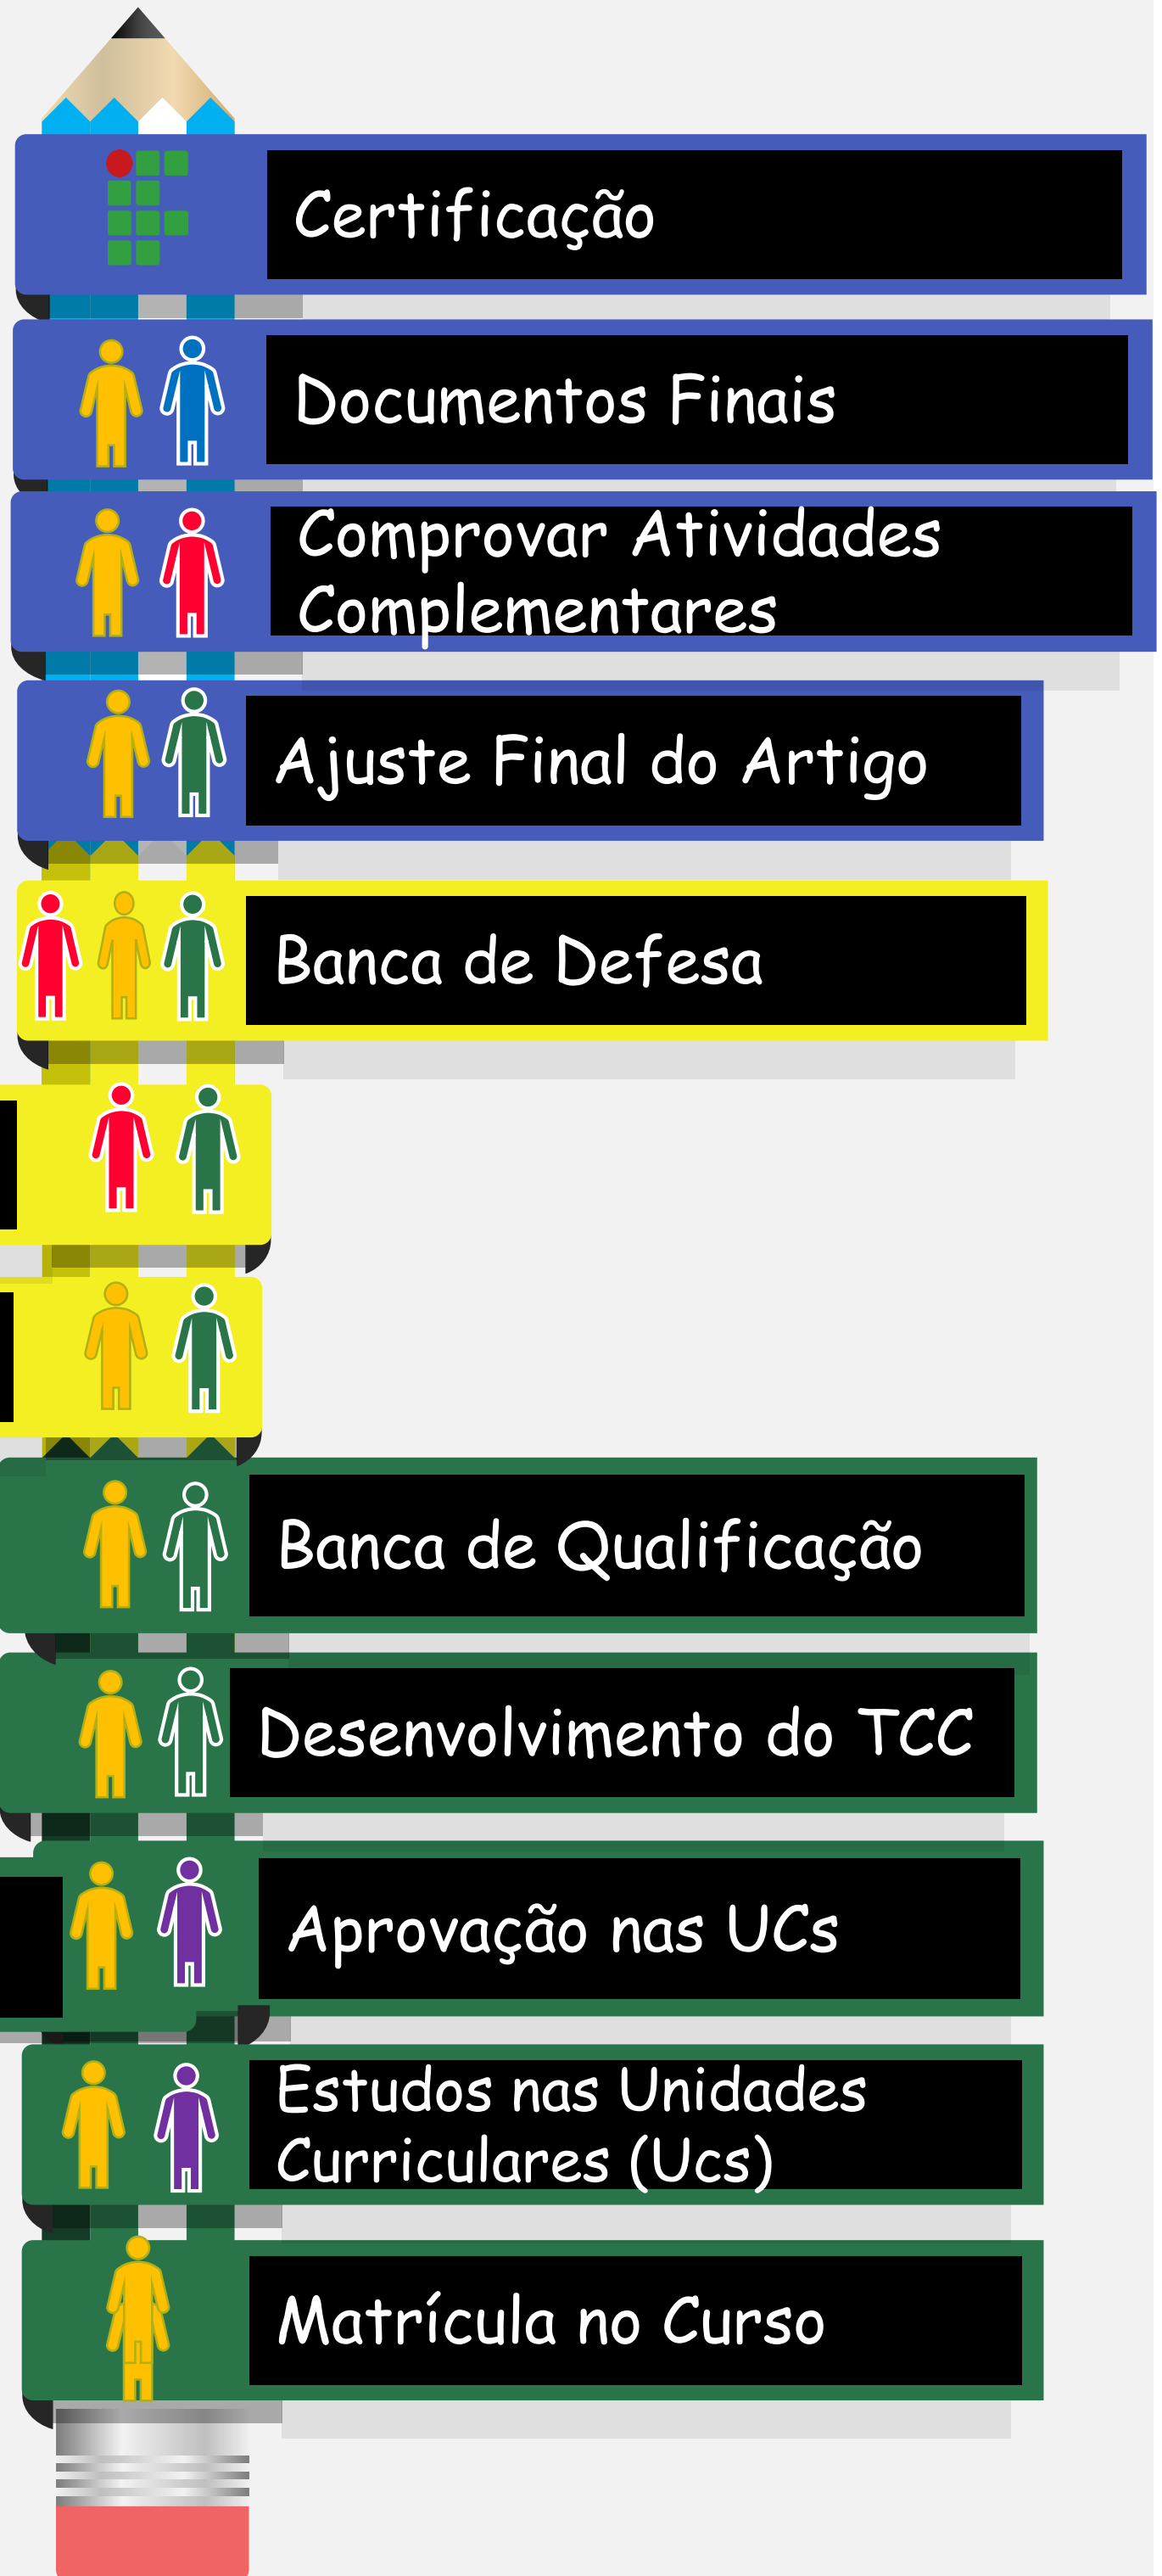 Certificação
Documentos Finais
Comprovar Atividades
Complementares
Ajuste Final do Artigo
Banca de Defesa
Banca de Qualificação
Desenvolvimento do TCC
Aprovação nas UCs
Estudos nas Unidades
Curriculares (Ucs)
Matrícula no Curso